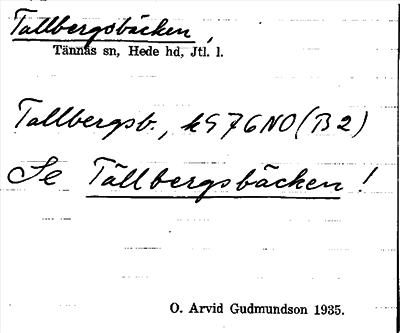 Tallbergsbäcken,
Tännäs sn, Hede hd, Jtl. l.
Tallbergsb., k976NO(B2)
Se Tällbergsbäcken!
O. Arvid Gudmundson 1935.